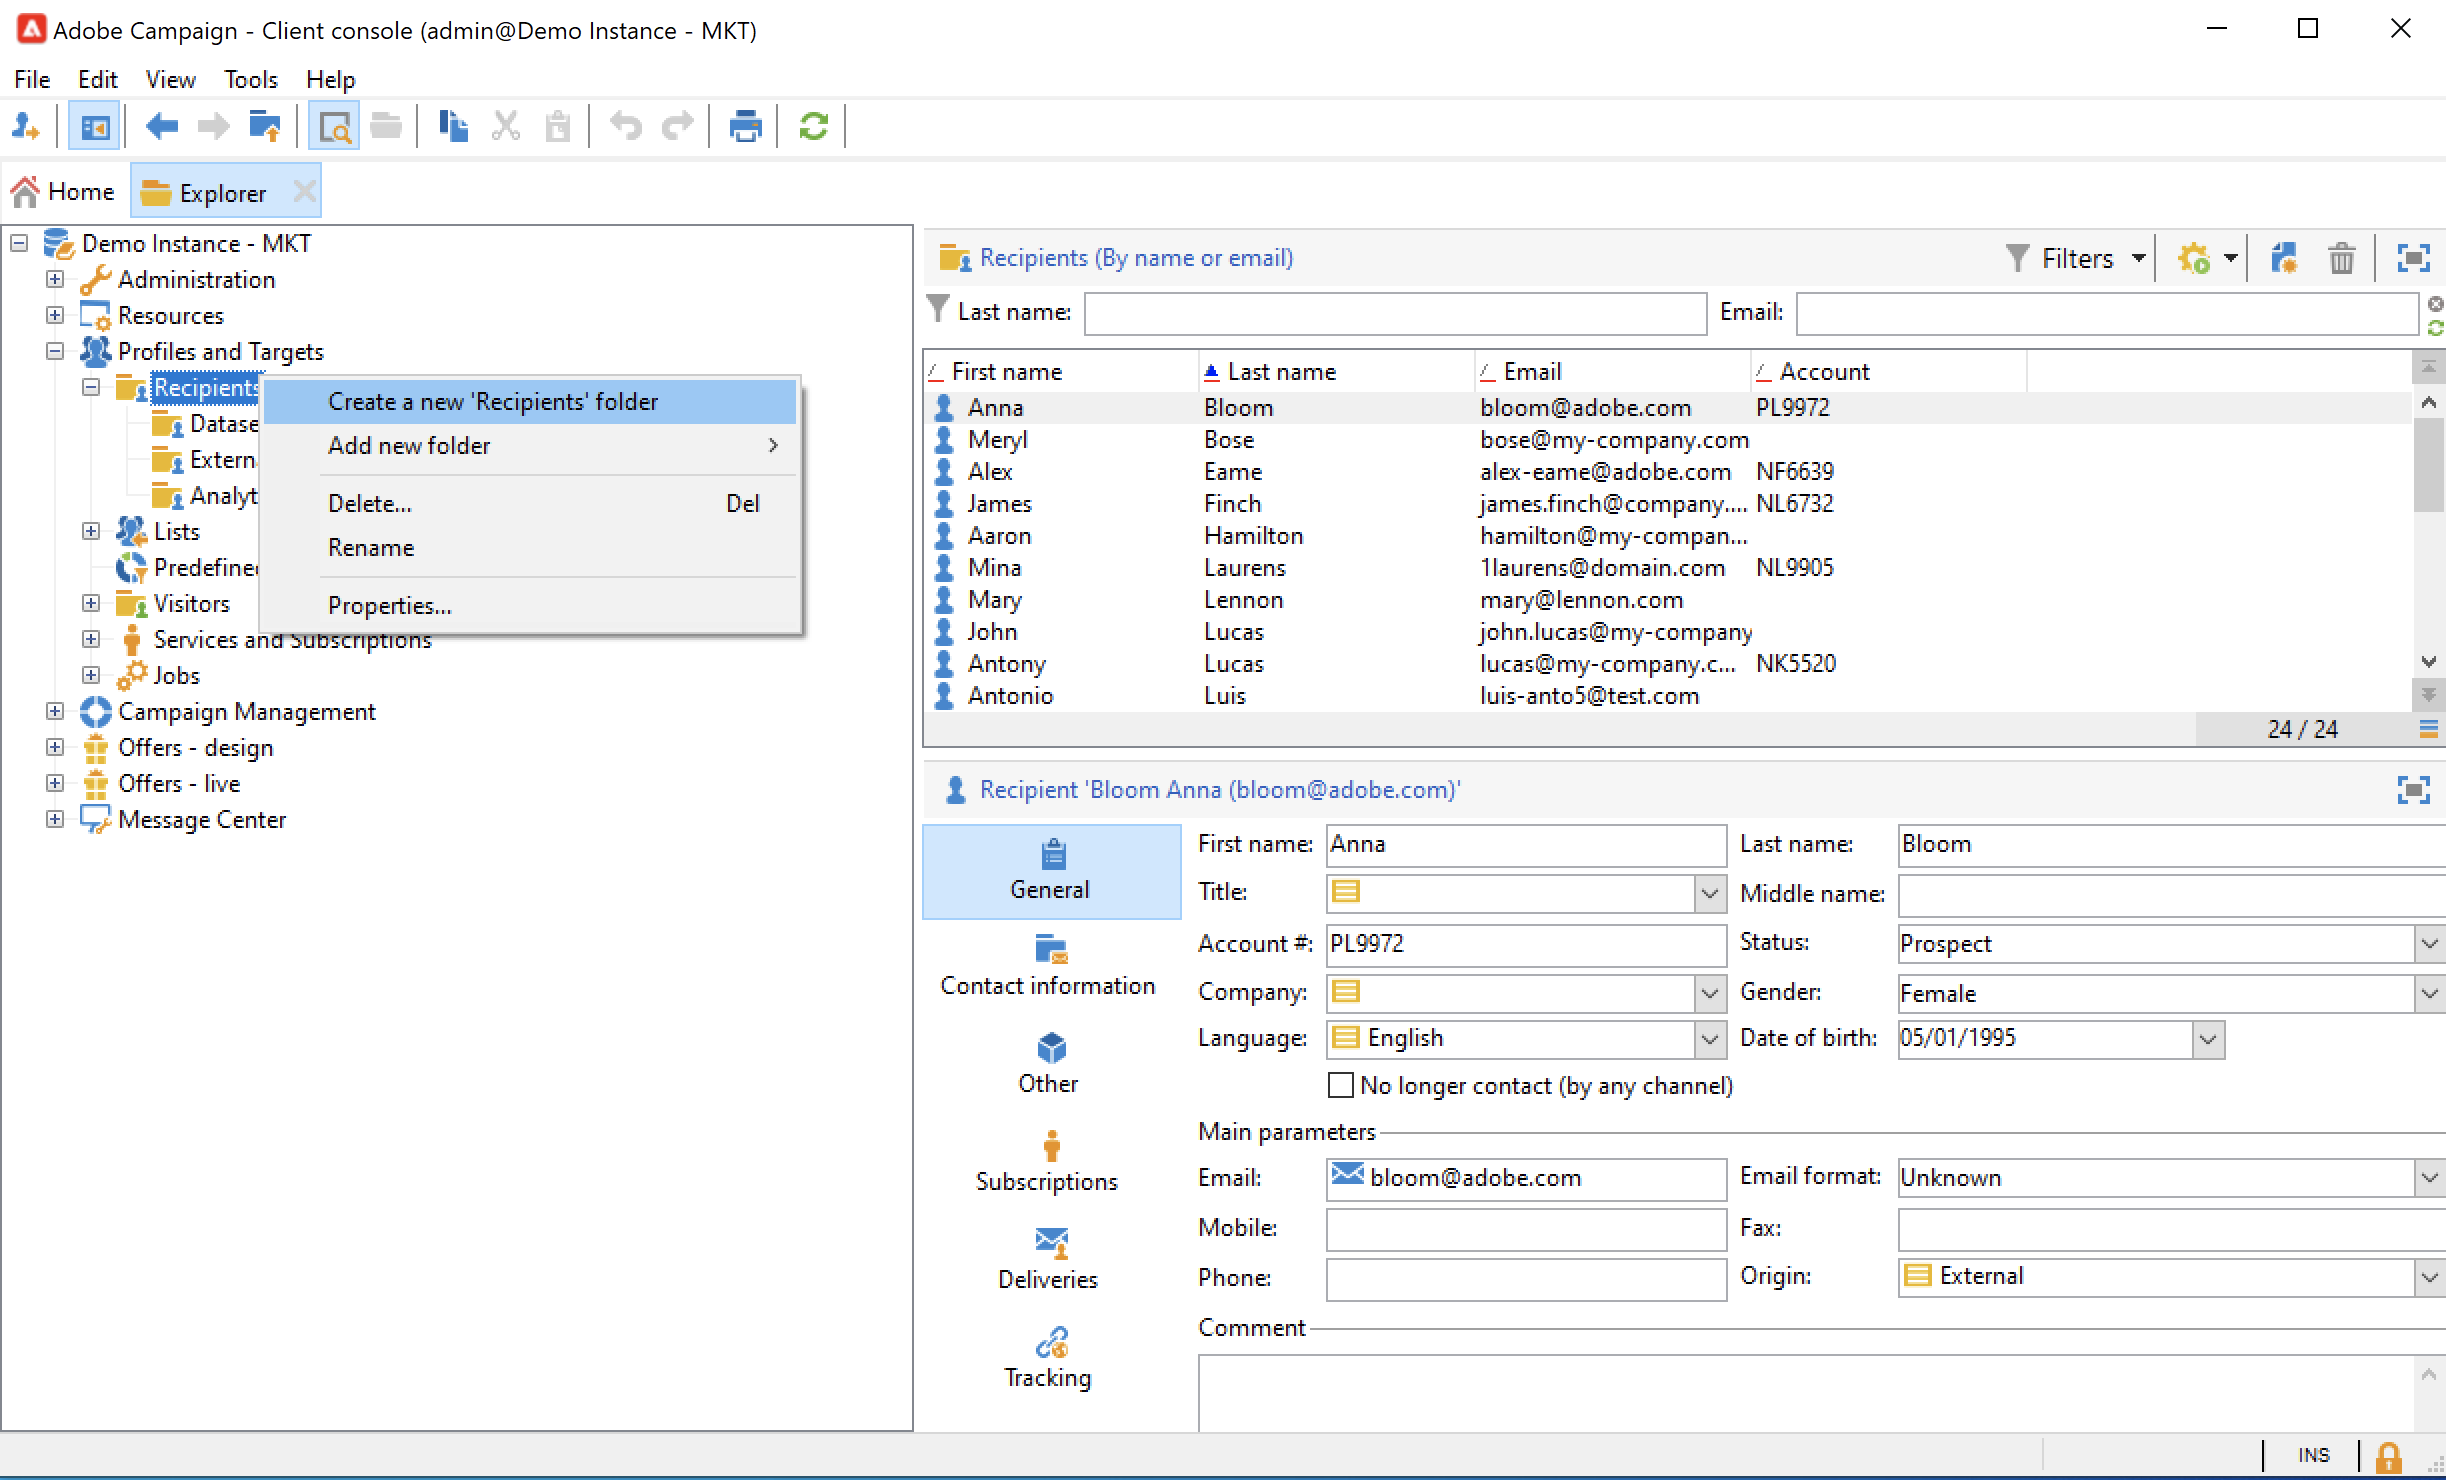 Adobe Campaign - Client console (admin@Demo Instance - MKT)
File Edit View Tools Help
Home Explorer
Demo Instance - MKT
Administration
Resources
Profiles and Targets
Recipients
Datase
Extern
Analyt
Lists
Predefine
Visitors
Services and Subscriptions
Jobs
Campaign Management
Offers - design
Offers - live
Message Center
Create a new 'Recipients' folder
Add new folder
Delete... Del
Rename
Properties...
Recipients (By name or email) Filters
Last name: Email:
First name Last name Email Account
Anna Bloom bloom@adobe.com PL9972
Meryl Bose bose@my-company.com
Alex Eame alex-eame@adobe.com NF6639
James Finch james.finch@company.... NL6732
Aaron Hamilton hamilton@my-compan...
Mina Laurens 1laurens@domain.com NL9905
Mary Lennon mary@lennon.com
John Lucas john.lucas@my-company
Antony Lucas lucas@my-company.c... NK5520
Antonio Luis luis-anto5@test.com
24 / 24
Recipient 'Bloom Anna (bloom@adobe.com)'
General
Contact information
Other
Subscriptions
Deliveries
Tracking
First name: Anna Last name: Bloom
Title: Middle name:
Account #: PL9972 Status: Prospect
Company: Gender: Female
Language: English Date of birth: 05/01/1995
No longer contact (by any channel)
Main parameters
Email: bloom@adobe.com Email format: Unknown
Mobile: Fax:
Phone: Origin: External
Comment
INS